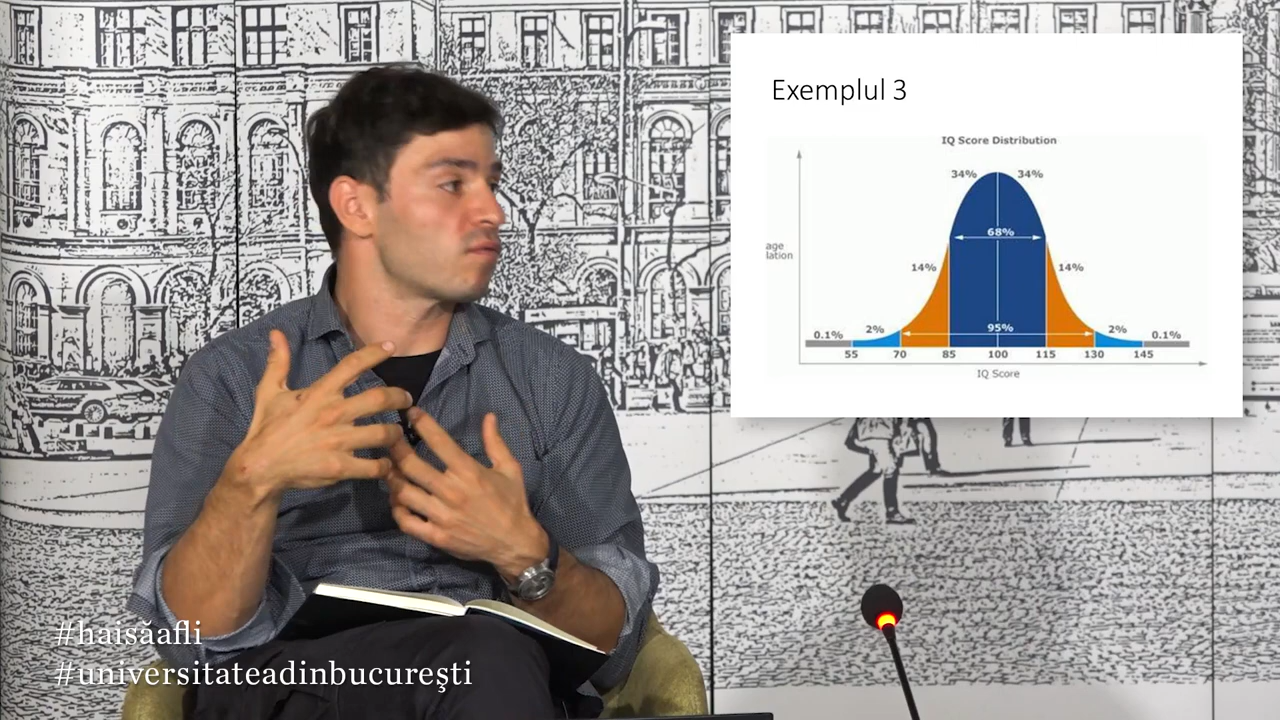 Exemplul 3
IQ Score Distribution
34% 34%
68%
14% 14%
age
lation
95%
0.1% 2% 2% 0.1%
55 70 85 100 115 130 145
IQ Score
#haisăafli
#universitateadinbucureşti